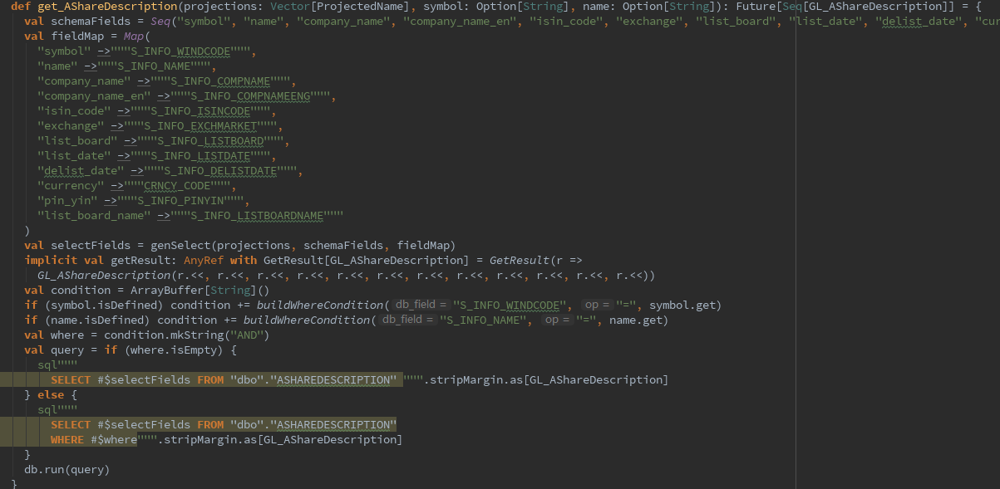 def get_AShareDescription(projections: Vector[ProjectedName], symbol: Option[String], name: Option[String]): Future[Seq[GL_AShareDescription]] = {
val schemaFields = Seq("symbol", "name", "company_name", "company_name_en", "isin_code", "exchange", "list_board", "list_date", "delist_date", "cur
val fieldMap = Map(
"symbol" ->"""S_INFO_WINDCODE""",
"name" ->"""S_INFO_NAME""",
"company_name" ->"""S_INFO_COMPNAME""",
"company_name_en" ->"""S_INFO_COMPNAMEENG""",
"isin_code" ->"""S_INFO_ISINCODE""",
"exchange" ->"""S_INFO_EXCHMARKET""",
"list_board" ->"""S_INFO_LISTBOARD""",
"list_date" ->"""S_INFO_LISTDATE""",
"delist_date" ->"""S_INFO_DELISTDATE""",
"currency" ->"""CRNCY_CODE""",
"pin_yin" ->"""S_INFO_PINYIN""",
"list_board_name" ->"""S_INFO_LISTBOARDNAME"""
)
val selectFields = genSelect(projections, schemaFields, fieldMap)
implicit val getResult: AnyRef with GetResult[GL_AShareDescription] = GetResult(r =>
GL_AShareDescription(r.<<, r.<<, r.<<, r.<<, r.<<, r.<<, r.<<, r.<<, r.<<, r.<<, r.<<, r.<<))
val condition = ArrayBuffer[String]()
if (symbol.isDefined) condition += buildWhereCondition( db_field = "S_INFO_WINDCODE", op = "=", symbol.get)
if (name.isDefined) condition += buildWhereCondition( db_field = "S_INFO_NAME", op = "=", name.get)
val where = condition.mkString("AND")
val query = if (where.isEmpty) {
sql"""
SELECT #$selectFields FROM "dbo"."ASHAREDESCRIPTION" """.stripMargin.as[GL_AShareDescription]
} else {
sql"""
SELECT #$selectFields FROM "dbo"."ASHAREDESCRIPTION"
WHERE #$where""".stripMargin.as[GL_AShareDescription]
}
db.run(query)
}